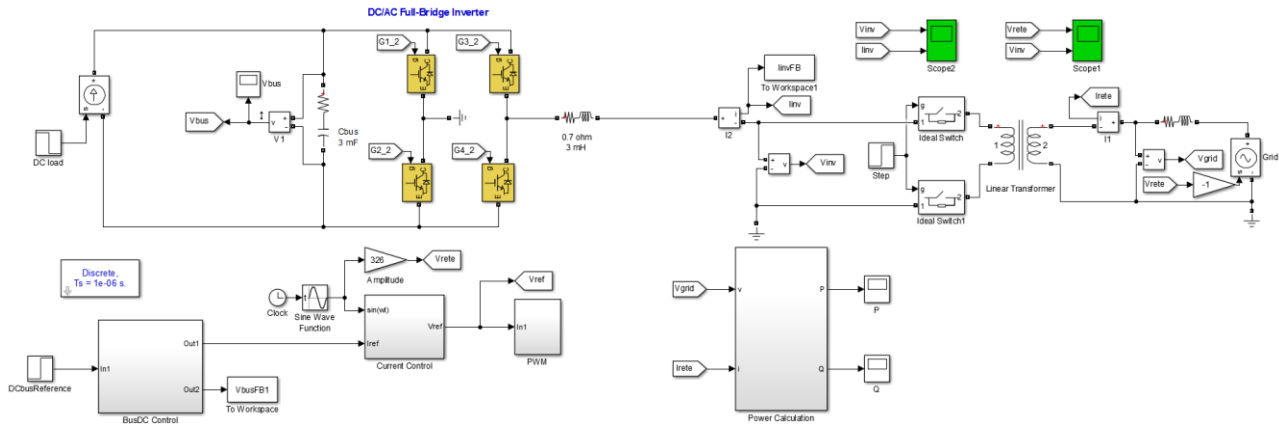 DC/AC Full-Bridge Inverter
G1_2
G3_2
Vinv
Iinv
Scope2
Vrete
Vinv
Scope1
IinvFB
To Workspace1
Iinv
Irete
Vbus
Vbus
V1
Cbus
3 mF
G2_2
G4_2
0.7 ohm
3 mH
I2
Ideal Switch
I1
DC load
Vinv
Step
Linear Transformer
Vgrid
Vrete
-1
Grid
Ideal Switch1
Discrete,
Ts = 1e-06 s.
326
Amplitude
Vrete
Vref
Clock
Sine Wave
Function
sin(wt)
Iref
Vref
Current Control
In1
PWM
DCbusReference
In1
Out1
Out2
BusDC Control
VbusFB1
To Workspace
Vgrid
Irete
v
i
P
Q
Power Calculation
P
Q